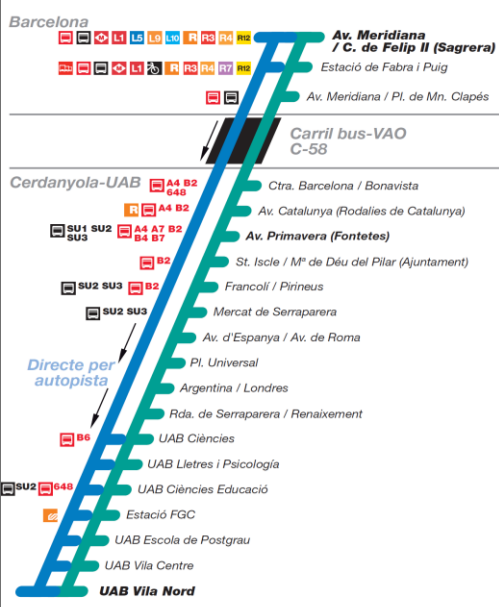 Barcelona
L1 L5 L9 L10 R R3 R4 R12
Av. Meridiana
/ C. de Felip II (Sagrera)
L1 R R3 R4 R7 R12
Estació de Fabra i Puig
Av. Meridiana / Pl. de Mn. Clapés
Carril bus-VAO
C-58
Cerdanyola-UAB
A4 B2
648
Ctra. Barcelona / Bonavista
R A4 B2
Av. Catalunya (Rodalies de Catalunya)
SU1 SU2
SU3
A4 A7 B2
B4 B7
Av. Primavera (Fontetes)
B2
St. Iscle / Mª de Déu del Pilar (Ajuntament)
SU2 SU3 B2
Francolí / Pirineus
SU2 SU3
Mercat de Serraparera
Av. d'Espanya / Av. de Roma
Directe per
autopista
Pl. Universal
Argentina / Londres
Rda. de Serraparera / Renaixement
B6
UAB Ciències
UAB Lletres i Psicología
SU2 648
UAB Ciències Educació
Estació FGC
UAB Escola de Postgrau
UAB Vila Centre
UAB Vila Nord